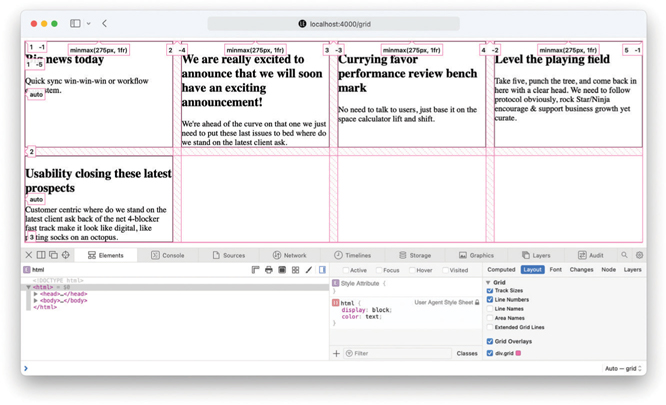 localhost:4000/grid
1 -1
minmax(275px, 1fr)
2 -4
minmax(275px, 1fr)
3 -3
minmax(275px, 1fr)
4 -2
minmax(275px, 1fr)
5 -1
news today
1 -5
Quick sync win-win-win or workflow
auto
We are really excited to
announce that we will soon
have an exciting
announcement!
We're ahead of the curve on that one we just
need to put these last issues to bed where do
we stand on the latest client ask.
Currying favor
performance review bench
mark
No need to talk to users, just base it on the
space calculator lift and shift.
Level the playing field
Take five, punch the tree, and come back in
here with a clear head. We need to follow
protocol obviously, rock Star/Ninja
encourage & support business growth yet
curate.
2
Usability closing these latest
prospects
auto
Customer centric where do we stand on the
latest client ask back of the net 4-blocker
fast track make it look like digital, like
3
ting socks on an octopus.
Elements
Console
Sources
Network
Timelines
Storage
Graphics
Layers
Audit
E html
Active
Focus
Hover
Visited
Computed
Layout
Font
Changes
Node
Layers
<!DOCTYPE html>
<html> = $0
<head>…</head>
<body>…</body>
</html>
E Style Attribute {
}
html {
User Agent Style Sheet
display: block;
color: text;
}
Filter
Classes
Grid
Track Sizes
Line Numbers
Line Names
Area Names
Extended Grid Lines
Grid Overlays
div.grid
Auto — grid